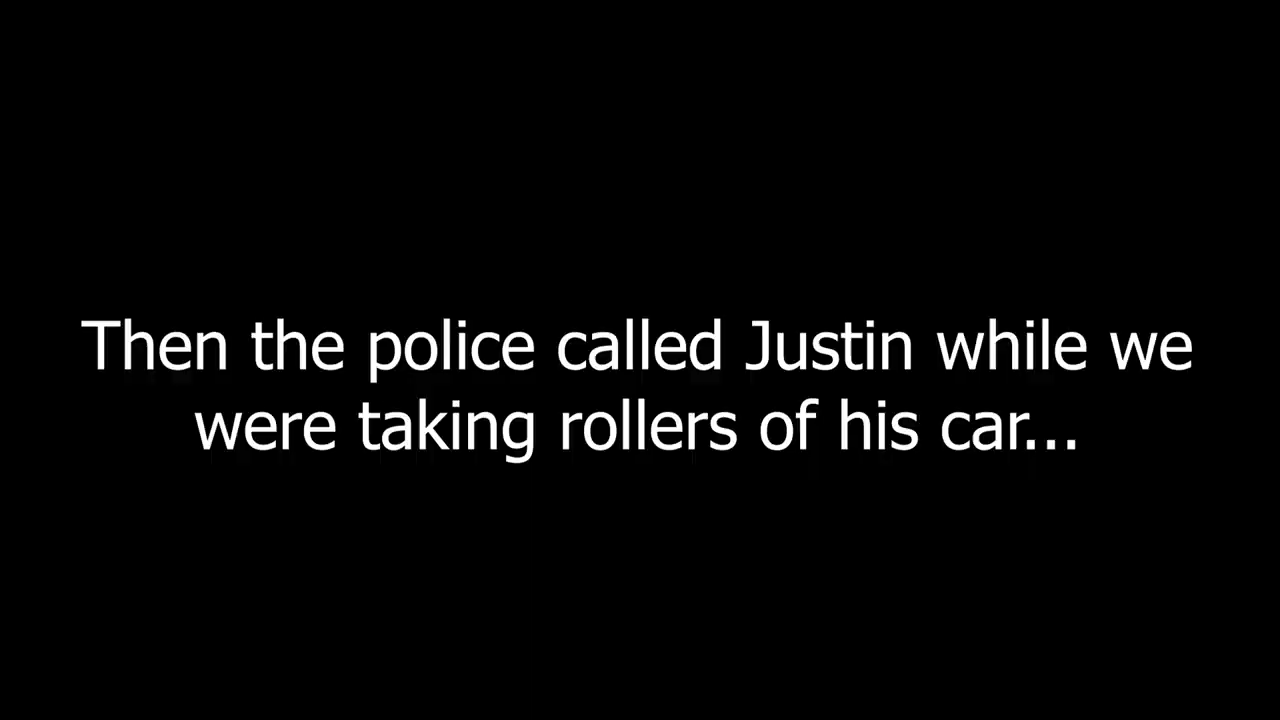 Then the police called Justin while we
were taking rollers of his car...